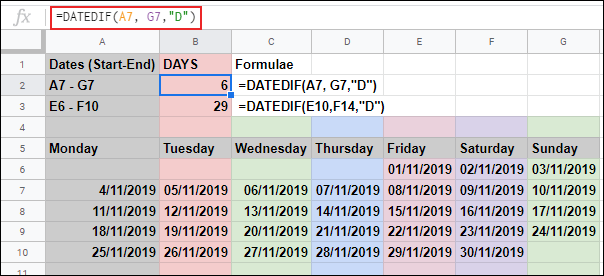 fx =DATEDIF(A7, G7,"D")
A B C D E F G
1 Dates (Start-End) DAYS Formulae
2 A7 - G7 6 =DATEDIF(A7, G7,"D")
3 E6 - F10 29 =DATEDIF(E10,F14,"D")
4
5 Monday Tuesday Wednesday Thursday Friday Saturday Sunday
6 01/11/2019 02/11/2019 03/11/2019
7 4/11/2019 05/11/2019 06/11/2019 07/11/2019 08/11/2019 09/11/2019 10/11/2019
8 11/11/2019 12/11/2019 13/11/2019 14/11/2019 15/11/2019 16/11/2019 17/11/2019
9 18/11/2019 19/11/2019 20/11/2019 21/11/2019 22/11/2019 23/11/2019 24/11/2019
10 25/11/2019 26/11/2019 27/11/2019 28/11/2019 29/11/2019 30/11/2019
11